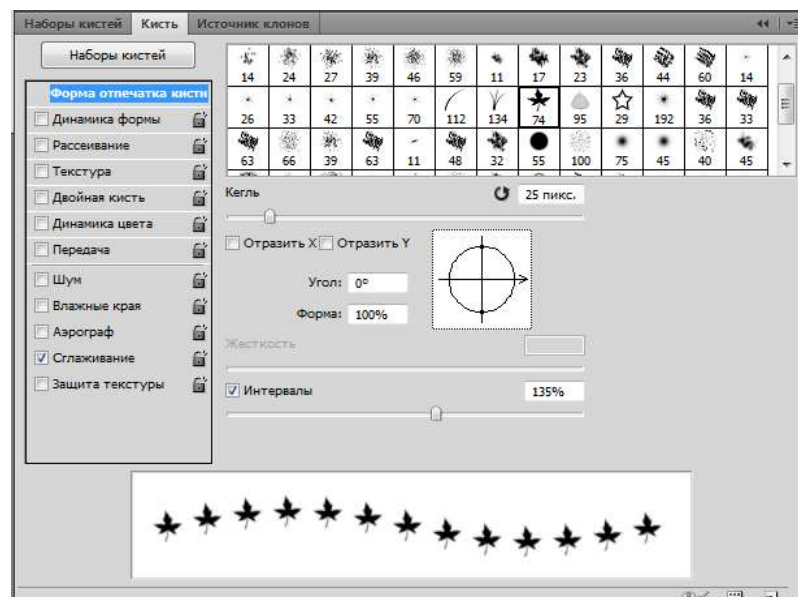 Наборы кистей Кисть Источник клонов
Наборы кистей
Форма отпечатка кисти
Динамика формы
Рассеивание
Текстура
Двойная кисть
Динамика цвета
Передача
Шум
Влажные края
Аэрограф
Сглаживание
Защита текстуры
14 24 27 39 46 59 11 17 23 36 44 60 14
26 33 42 55 70 112 134 74 95 29 192 36 33
63 66 39 63 11 48 32 55 100 75 45 40 45
Кегль 25 пикс.
Отразить X Отразить Y
Угол: 0°
Форма: 100%
Жесткость
Интервалы 135%